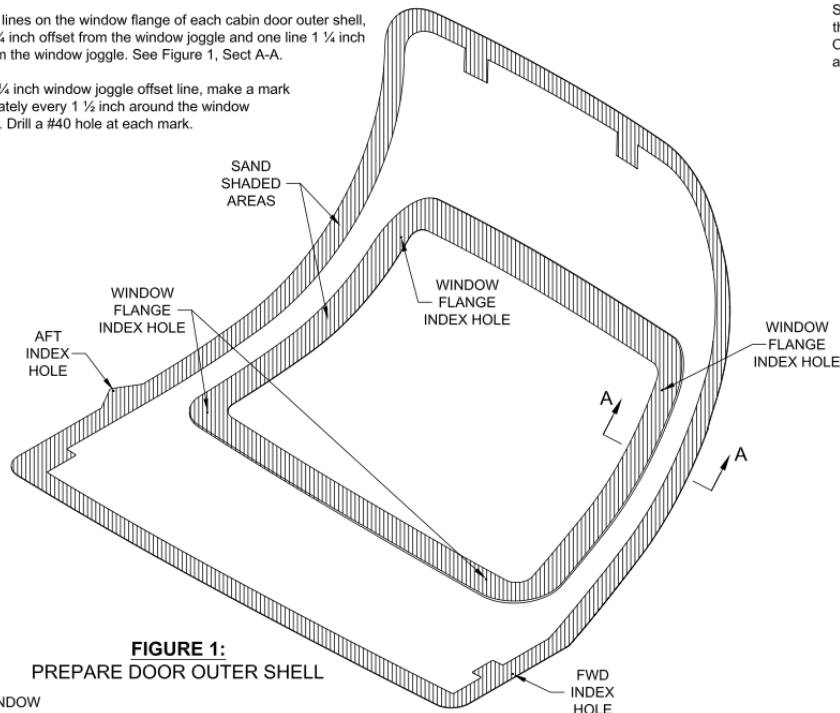 lines on the window flange of each cabin door outer shell,
¼ inch offset from the window joggle and one line 1 ¼ inch
the window joggle. See Figure 1, Sect A-A.
¼ inch window joggle offset line, make a mark
every 1 ½ inch around the window
. Drill a #40 hole at each mark.
SAND
SHADED
AREAS
WINDOW
FLANGE
INDEX HOLE
AFT
INDEX
HOLE
WINDOW
FLANGE
INDEX HOLE
WINDOW
FLANGE
INDEX HOLE
A
A
FIGURE 1:
PREPARE DOOR OUTER SHELL
FWD
INDEX
HOLE